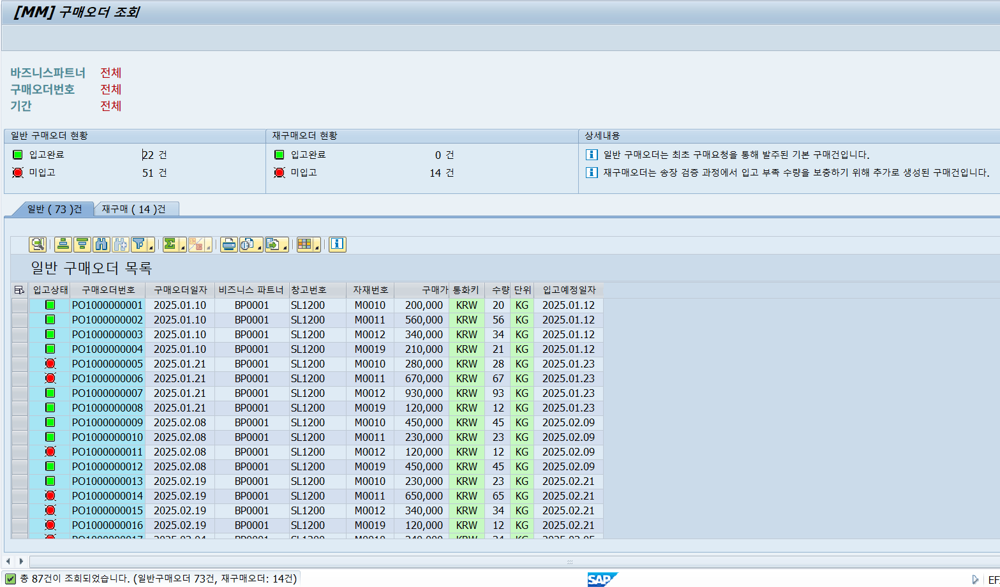 [MM] 구매오더 조회
바즈니스파트너 전체
구매오더번호 전체
기간 전체
일반 구매오더 현황
입고완료 22 건
미입고 51 건
재구매오더 현황
입고완료 0 건
미입고 14 건
상세내용
일반 구매오더는 최초 구매요청을 통해 발주된 기본 구매건입니다.
재구매오더는 송장 검증 과정에서 입고 부족 수량을 보충하기 위해 추가로 생성된 구매건입니다.
일반 ( 73 )건 재구매 ( 14 )건
일반 구매오더 목록
입고상태 구매오더번호 구매오더일자 비즈니스 파트너 창고번호 자재번호 구매가 통화키 수량 단위 입고예정일자
PO1000000001 2025.01.10 BP0001 SL1200 M0010 200,000 KRW 20 KG 2025.01.12
PO1000000002 2025.01.10 BP0001 SL1200 M0011 560,000 KRW 56 KG 2025.01.12
PO1000000003 2025.01.10 BP0001 SL1200 M0012 340,000 KRW 34 KG 2025.01.12
PO1000000004 2025.01.10 BP0001 SL1200 M0019 210,000 KRW 21 KG 2025.01.12
PO1000000005 2025.01.21 BP0001 SL1200 M0010 280,000 KRW 28 KG 2025.01.23
PO1000000006 2025.01.21 BP0001 SL1200 M0011 670,000 KRW 67 KG 2025.01.23
PO1000000007 2025.01.21 BP0001 SL1200 M0012 930,000 KRW 93 KG 2025.01.23
PO1000000008 2025.01.21 BP0001 SL1200 M0019 120,000 KRW 12 KG 2025.01.23
PO1000000009 2025.02.08 BP0001 SL1200 M0010 450,000 KRW 45 KG 2025.02.09
PO1000000010 2025.02.08 BP0001 SL1200 M0011 230,000 KRW 23 KG 2025.02.09
PO1000000011 2025.02.08 BP0001 SL1200 M0012 120,000 KRW 12 KG 2025.02.09
PO1000000012 2025.02.08 BP0001 SL1200 M0019 450,000 KRW 45 KG 2025.02.09
PO1000000013 2025.02.19 BP0001 SL1200 M0010 230,000 KRW 23 KG 2025.02.21
PO1000000014 2025.02.19 BP0001 SL1200 M0011 650,000 KRW 65 KG 2025.02.21
PO1000000015 2025.02.19 BP0001 SL1200 M0012 340,000 KRW 34 KG 2025.02.21
PO1000000016 2025.02.19 BP0001 SL1200 M0019 120,000 KRW 12 KG 2025.02.21
총 87건이 조회되었습니다. (일반구매오더 73건, 재구매오더: 14건)
SAP